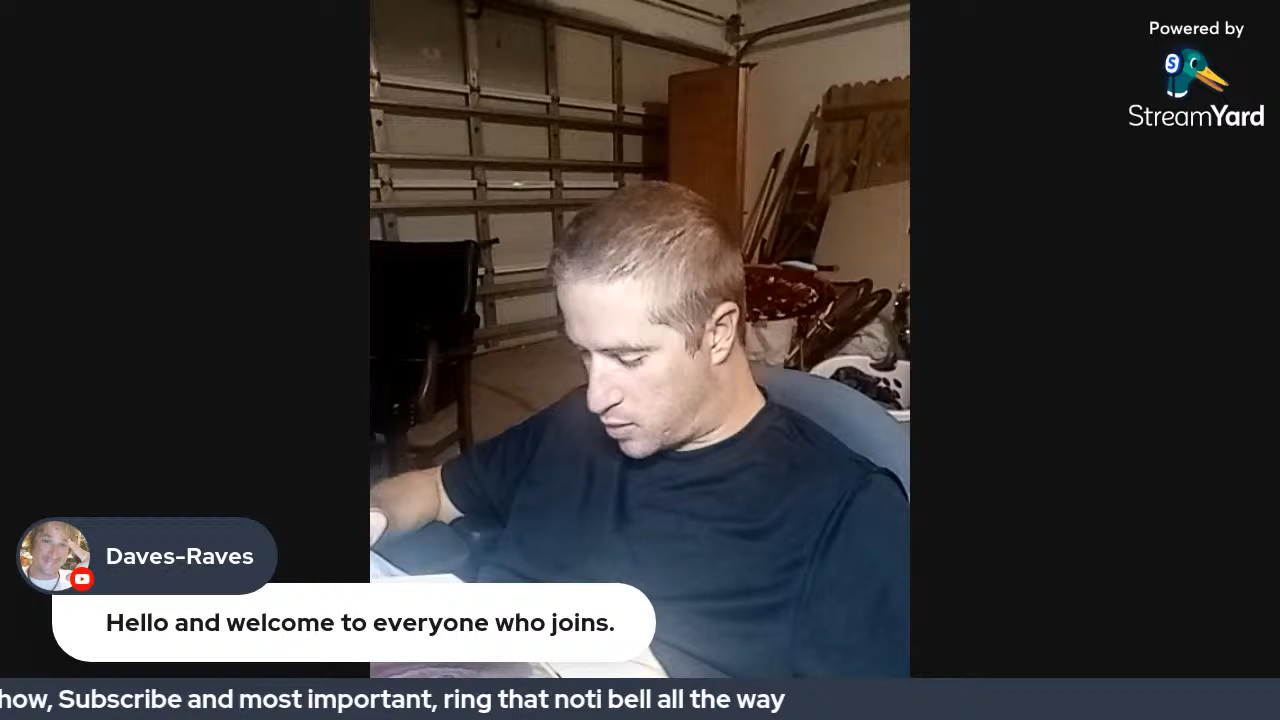 Powered by
StreamYard
Daves-Raves
Hello and welcome to everyone who joins.
how, Subscribe and most important, ring that noti bell all the way